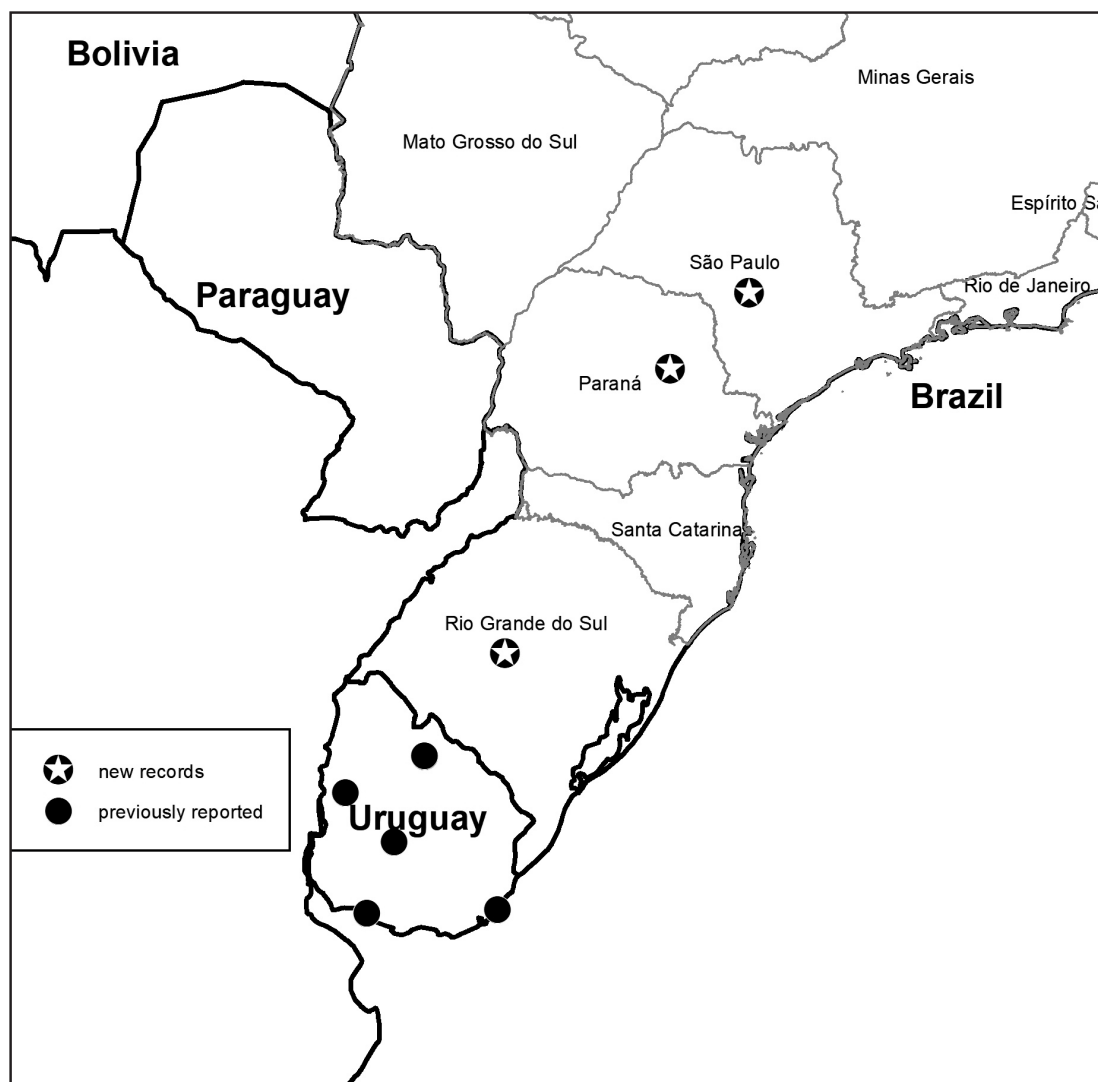 Bolivia
Minas Gerais
Mato Grosso do Sul
Espírito Sa
São Paulo
Rio de Janeiro
Paraguay
Paraná
Brazil
Santa Catarina
Rio Grande do Sul
new records
previously reported
Uruguay